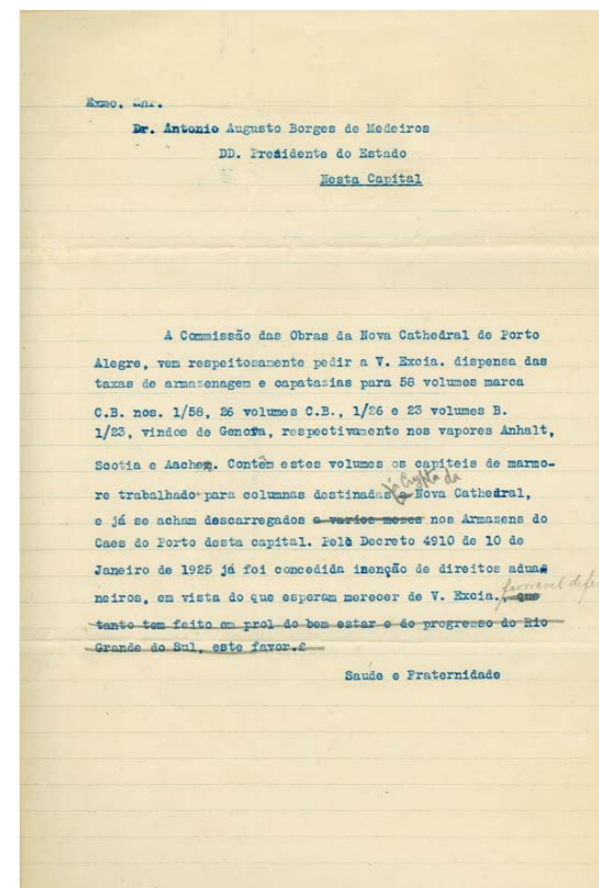 Exmo. Snr.
Dr. Antonio Augusto Borges de Medeiros
DD. Presidente do Estado
Nesta Capital
A Commissão das Obras da Nova Cathedral de Porto
Alegre, vem respeitosamente pedir a V. Excia. dispensa das
taxas de armazenagem e capatazias para 58 volumes marca
C.B. nos. 1/58, 26 volumes C.B., 1/26 e 23 volumes B.
1/23, vindos de Genova, respectivamente nos vapores Anhalt,
Scotia e Aachen. Contém estes volumes os capiteis de marmo-
à Crypta da
re trabalhado para columnas destinadas a Nova Cathedral,
e já se acham descarregados a varios mezes nos Armazens do
Caes do Porto desta capital. Pelo Decreto 4910 de 10 de
Janeiro de 1925 já foi concedida inenção de direitos adua
favoravel
neiros, em vista do que esperam merecer de V. Excia., que
tanto tem feito em prol do bem estar e do progresso do Rio
Grande do Sul, este favor.
Saude e Fraternidade